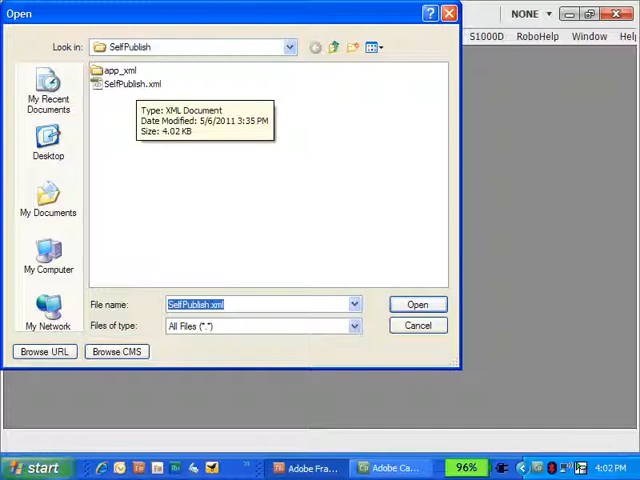 Open
NONE
S1000D RoboHelp Window Help
Look in: SelfPublish
My Recent
Documents
Desktop
My Documents
My Computer
My Network
app_xml
SelfPublish.xml
Type: XML Document
Date Modified: 5/6/2011 3:35 PM
Size: 4.02 KB
File name: SelfPublish.xml Open
Files of type: All Files (*.*) Cancel
Browse URL Browse CMS
start Adobe Fra... Adobe Ca... 96% 4:02 PM